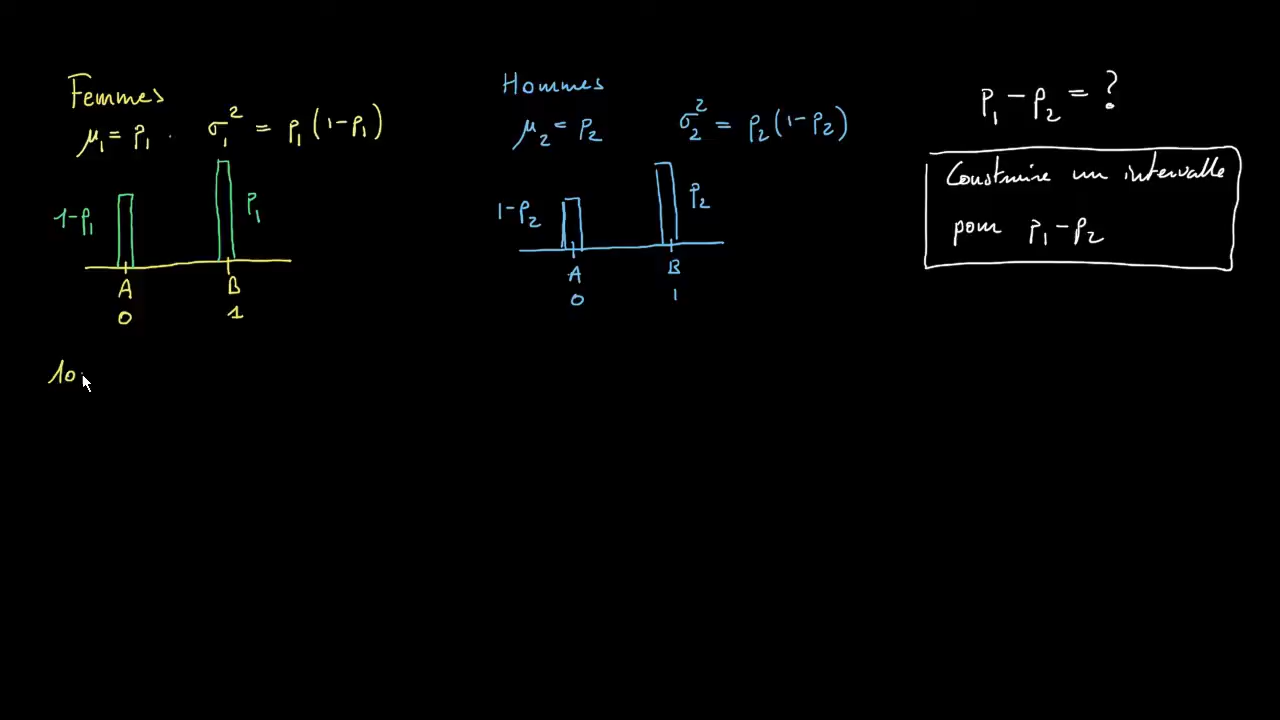 Femmes
μ₁ = p₁ . σ₁² = p₁(1-p₁)
1-p₁ p₁
A B
0 1
10
Hommes
μ₂ = p₂ σ₂² = p₂(1-p₂)
1-p₂ p₂
A B
0 1
p₁ - p₂ = ?
Construire un intervalle
pour p₁-p₂